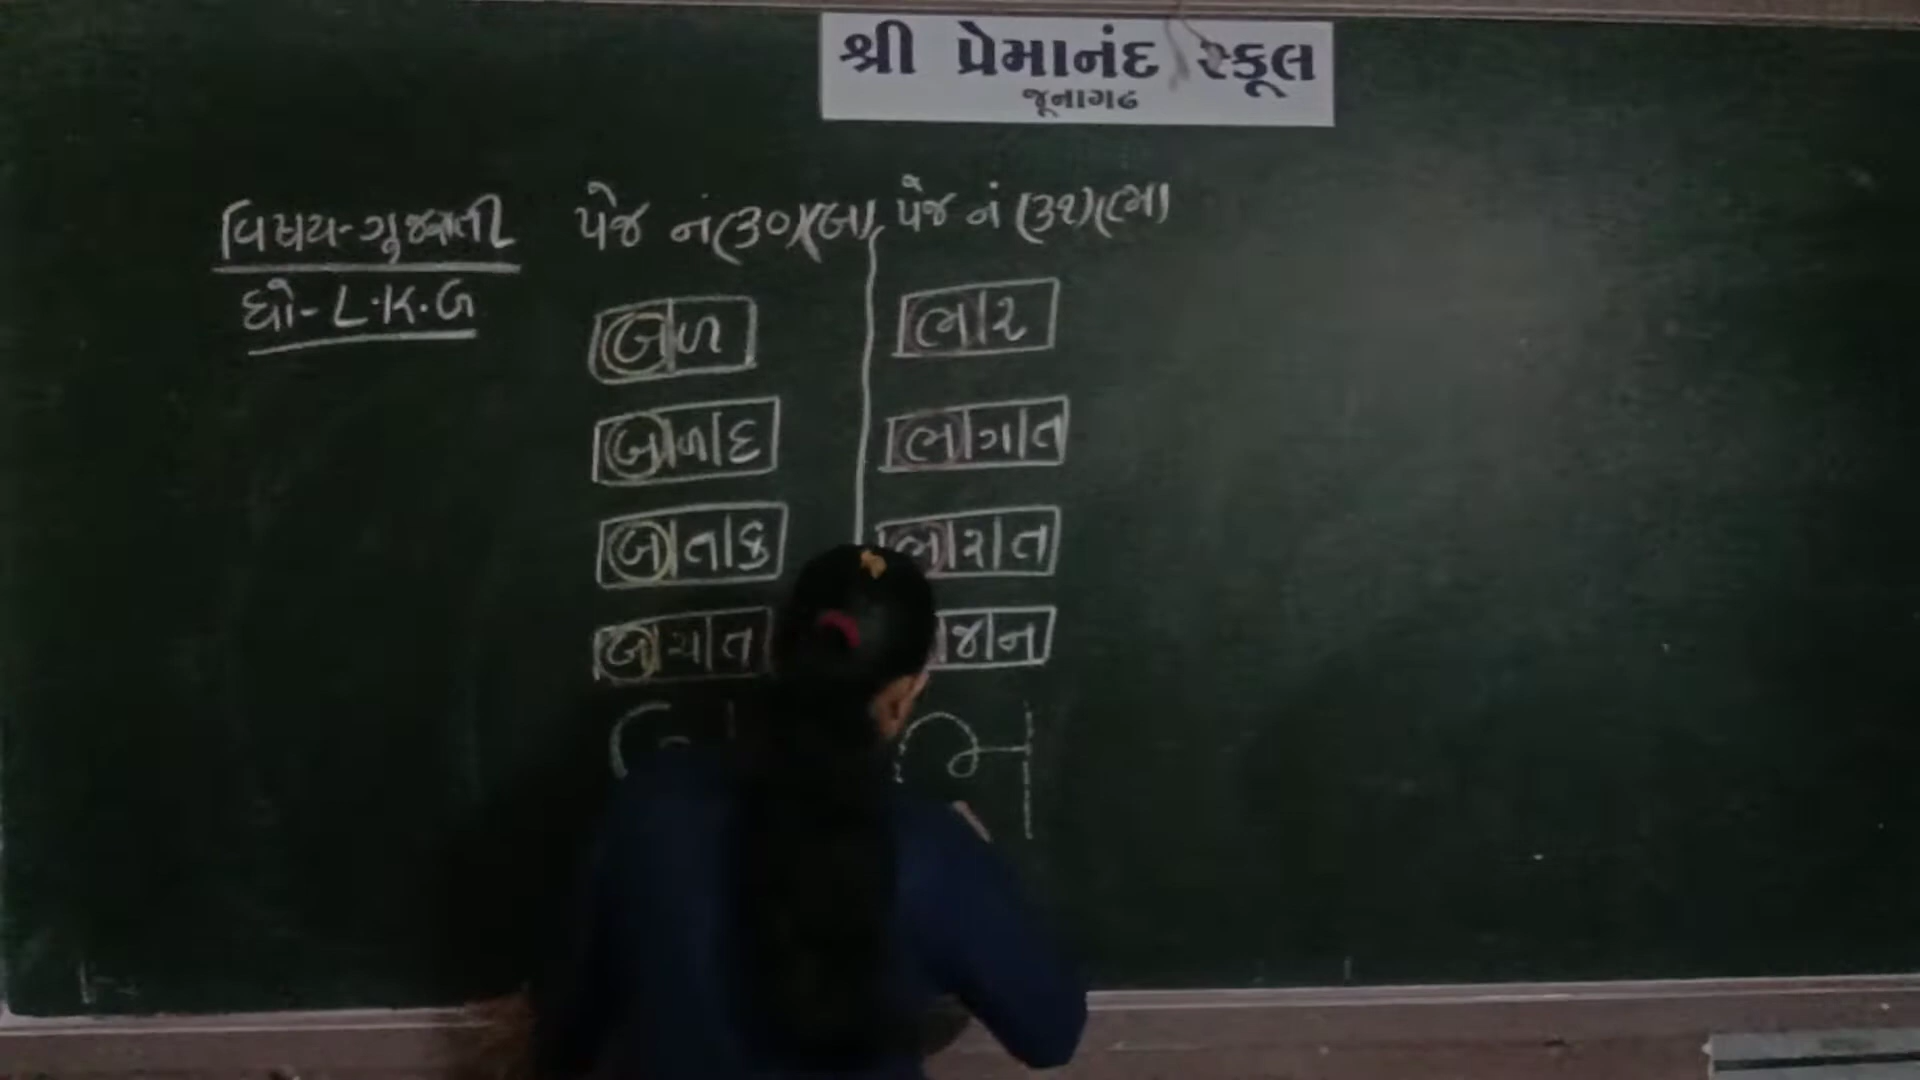 શ્રી પ્રેમાનંદ સ્કૂલ
જૂનાગઢ
વિષય-ગુજરાતી
ધો-L.K.G
પેજ નં(૩૦)(બ)
બ|ળ
બ|ળ|દ
બ|ત|ક
બ|ચ|ત
બ
પેજ નં (૩૧)(ભ)
ભ|ર
ભ|ગ|ત
ભ|ર|ત
જ|ન
ભ